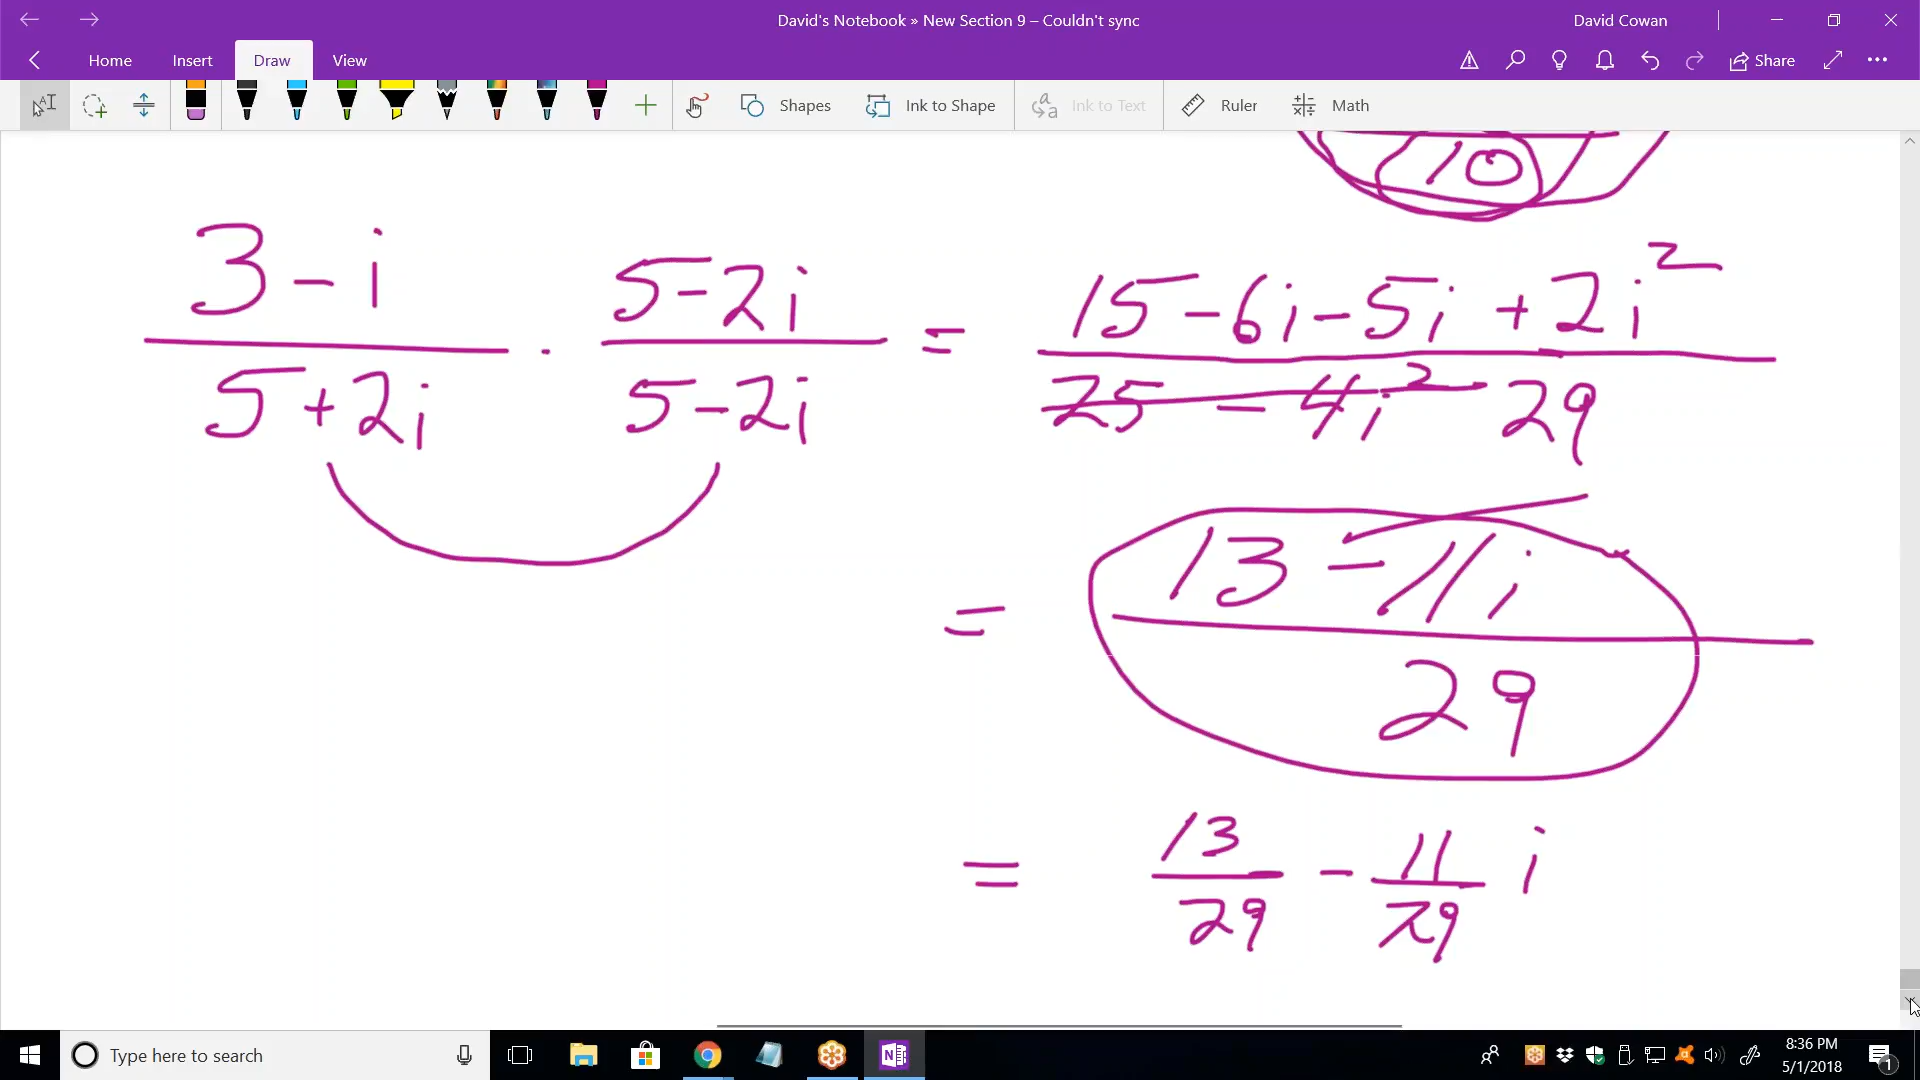 David's Notebook » New Section 9 – Couldn't sync
David Cowan
Home Insert Draw View
Share
Shapes Ink to Shape Ink to Text Ruler Math
10
3 - i / 5 + 2i · 5 - 2i / 5 - 2i = 15 - 6i - 5i + 2i² / 25 - 4i² 29
= 13 - 11i / 29
= 13/29 - 11/29 i
Type here to search
8:36 PM
5/1/2018
1